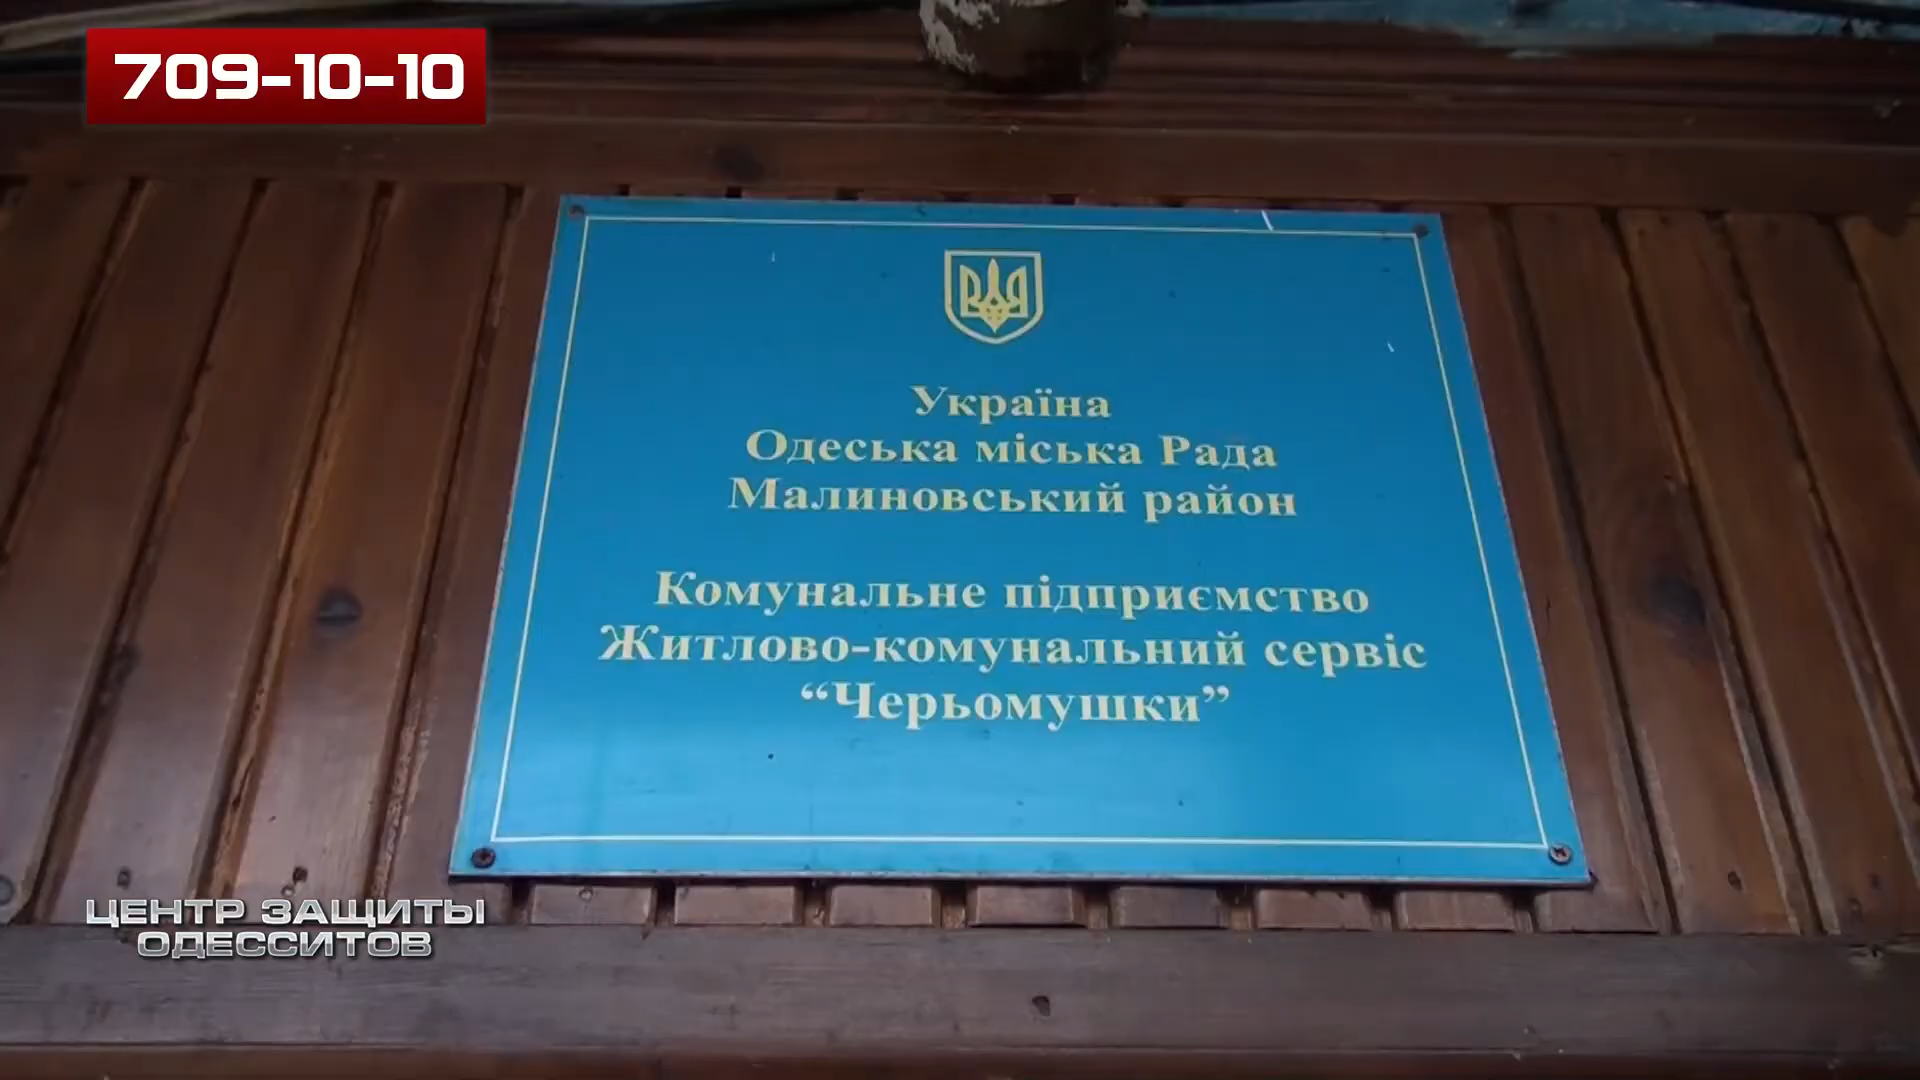 709-10-10
Україна
Одеська міська Рада
Малиновський район
Комунальне підприємство
Житлово-комунальний сервіс
“Черьомушки”
ЦЕНТР ЗАЩИТЫ
ОДЕССИТОВ